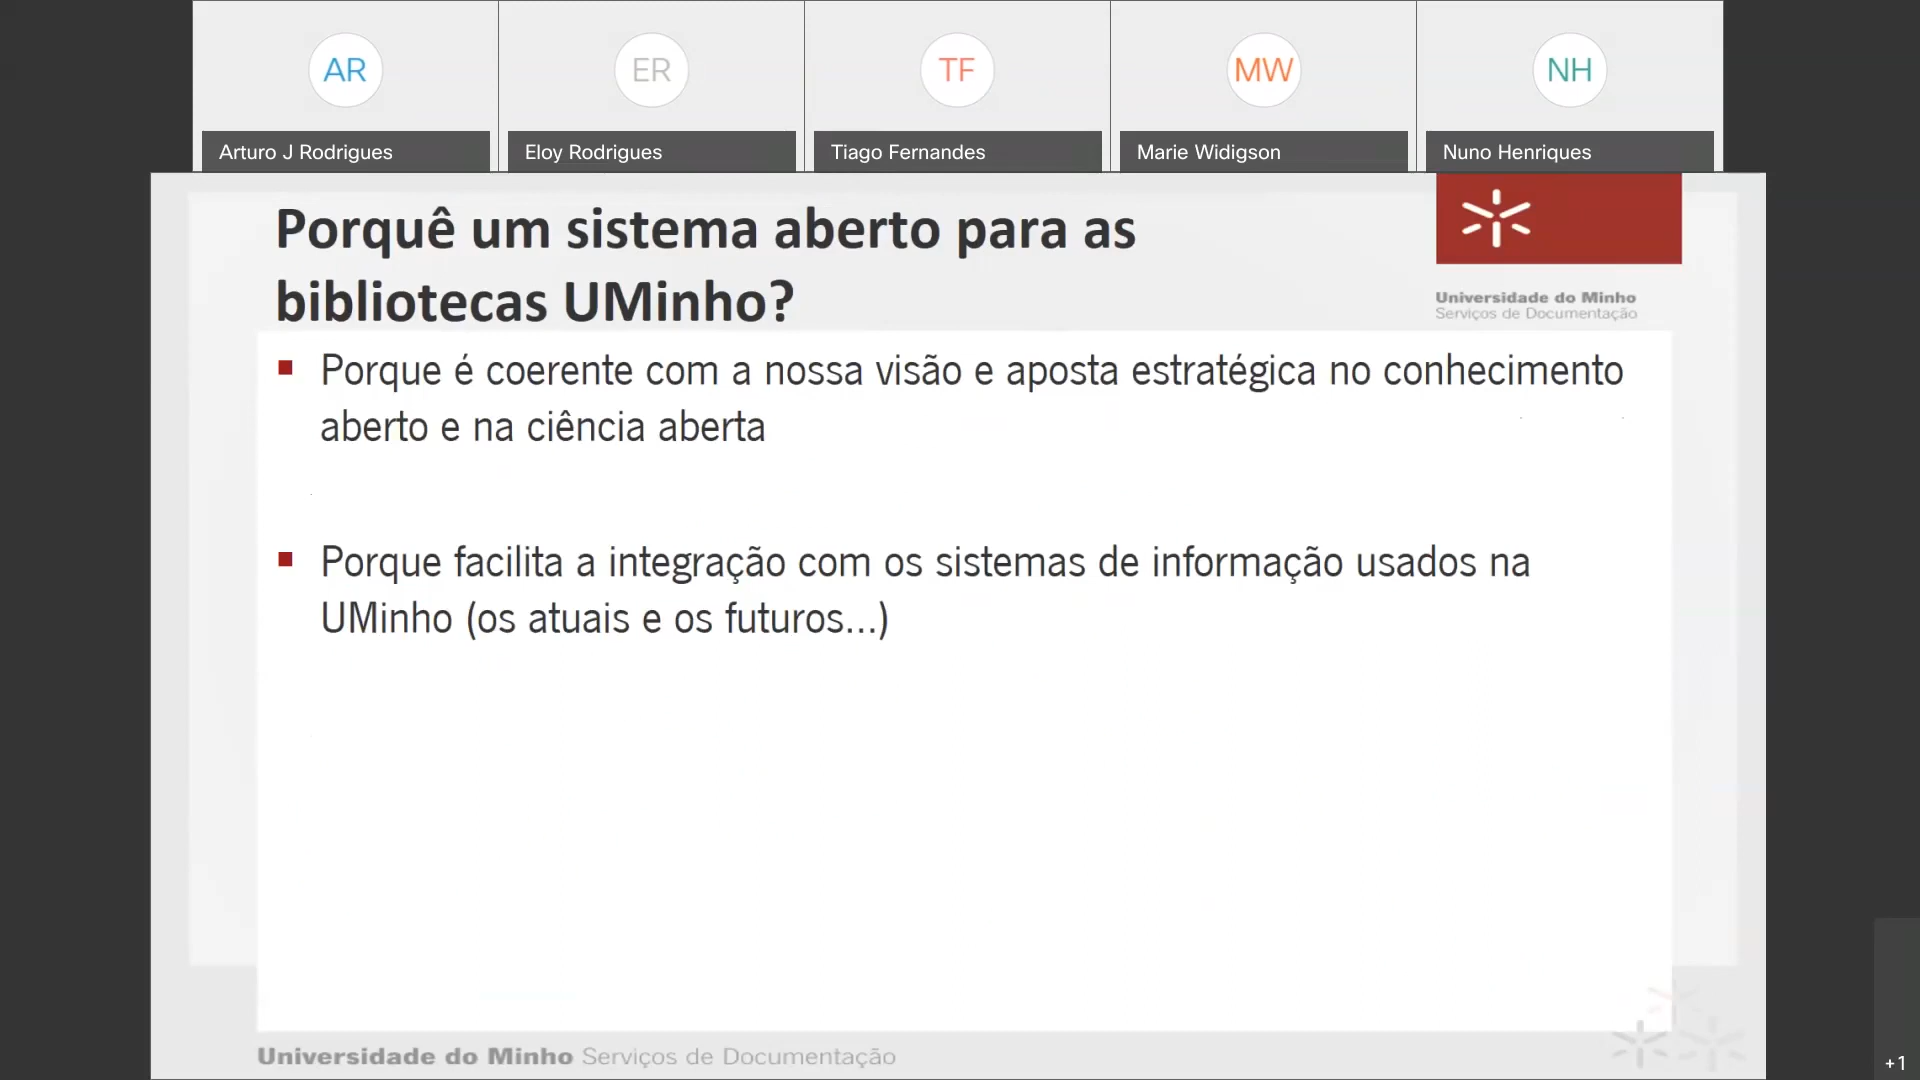 AR
ER
TF
MW
NH
Arturo J Rodrigues
Eloy Rodrigues
Tiago Fernandes
Marie Widigson
Nuno Henriques
Porquê um sistema aberto para as
bibliotecas UMinho?
Universidade do Minho
Serviços de Documentação
Porque é coerente com a nossa visão e aposta estratégica no conhecimento
aberto e na ciência aberta
Porque facilita a integração com os sistemas de informação usados na
UMinho (os atuais e os futuros...)
Universidade do Minho Serviços de Documentação
+1